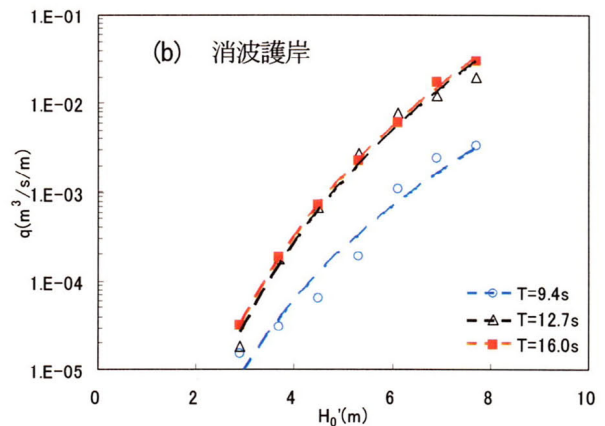 1.E-01
(b) 消波護岸
1.E-02
1.E-03
1.E-04
1.E-05
q(m³/s/m)
T=9.4s
T=12.7s
T=16.0s
0 2 4 6 8 10
H₀'(m)